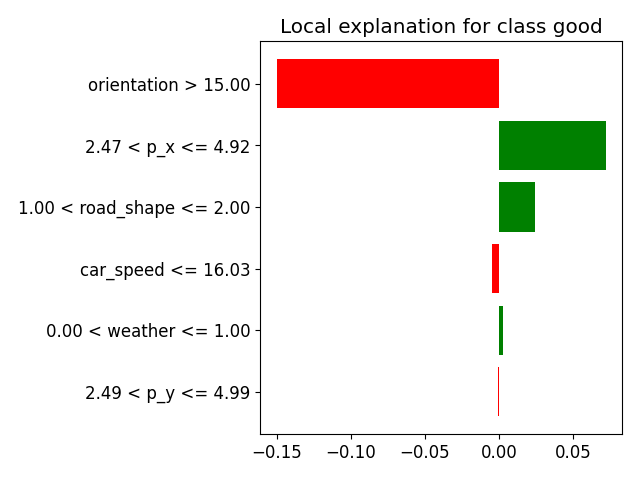 Local explanation for class good
orientation > 15.00
2.47 < p_x <= 4.92
1.00 < road_shape <= 2.00
car_speed <= 16.03
0.00 < weather <= 1.00
2.49 < p_y <= 4.99
−0.15 −0.10 −0.05 0.00 0.05